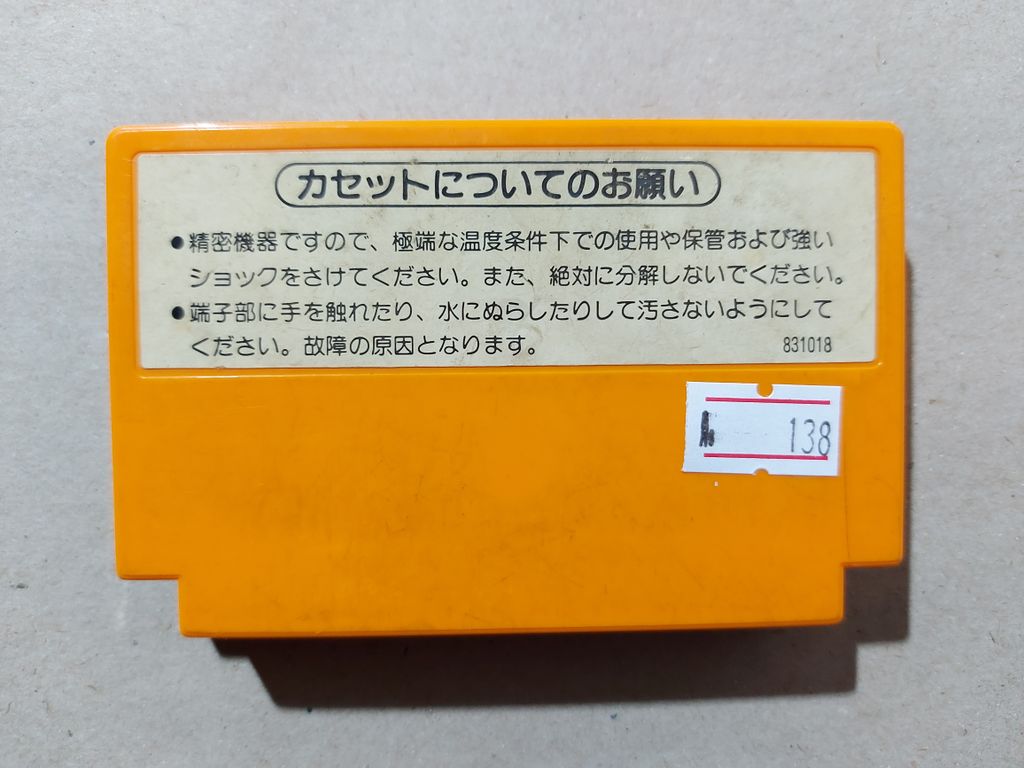 カセットについてのお願い
●精密機器ですので、極端な温度条件下での使用や保管および強い
ショックをさけてください。また、絶対に分解しないでください。
●端子部に手を触れたり、水にぬらしたりして汚さないようにして
ください。故障の原因となります。
831018
138